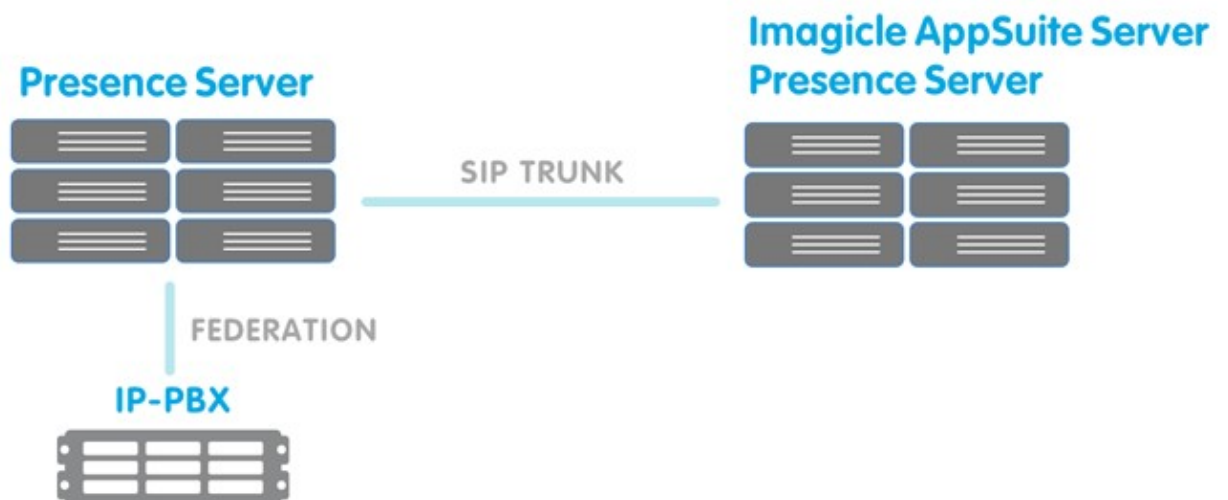 Imagicle AppSuite Server
Presence Server
Presence Server
SIP TRUNK
FEDERATION
IP-PBX